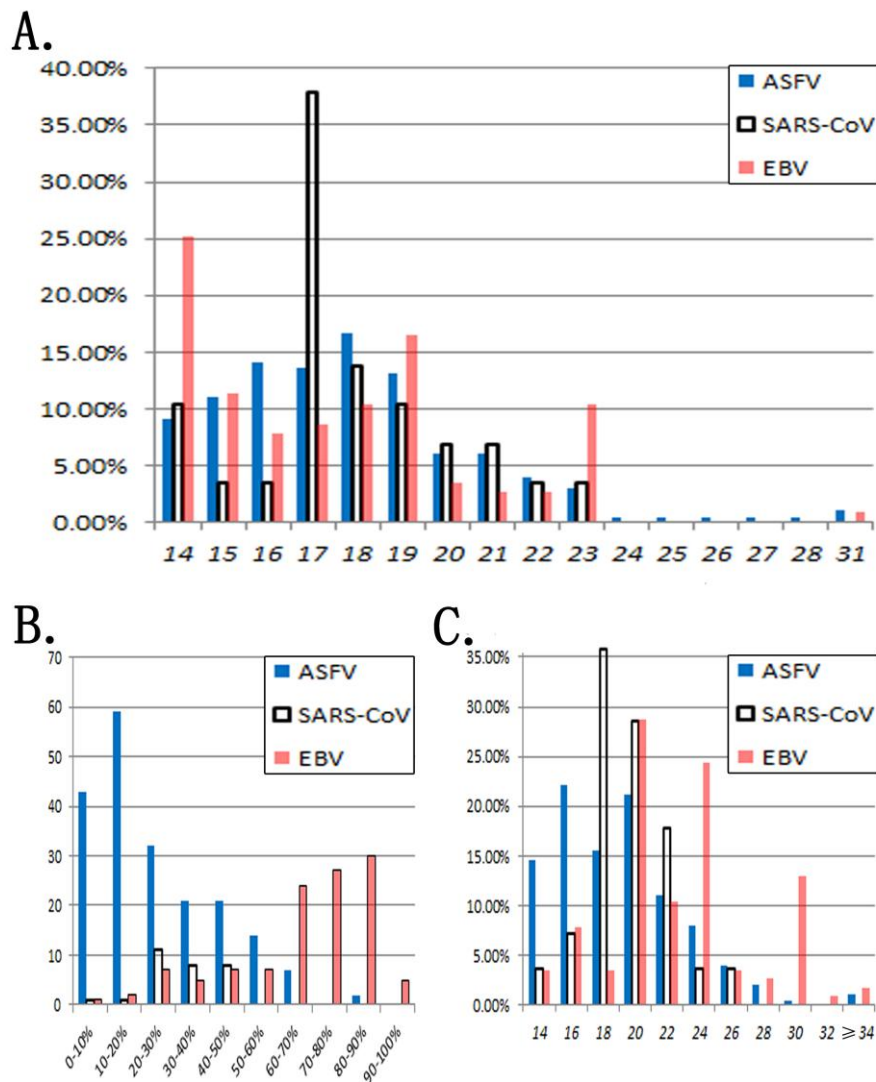 A.
40.00%
35.00%
30.00%
25.00%
20.00%
15.00%
10.00%
5.00%
0.00%
ASFV
SARS-CoV
EBV
14 15 16 17 18 19 20 21 22 23 24 25 26 27 28 31
B.
70
60
50
40
30
20
10
0
ASFV
SARS-CoV
EBV
0-10% 10-20% 20-30% 30-40% 40-50% 50-60% 60-70% 70-80% 80-90% 90-100%
C.
35.00%
30.00%
25.00%
20.00%
15.00%
10.00%
5.00%
0.00%
ASFV
SARS-CoV
EBV
14 16 18 20 22 24 26 28 30 32 ≥34